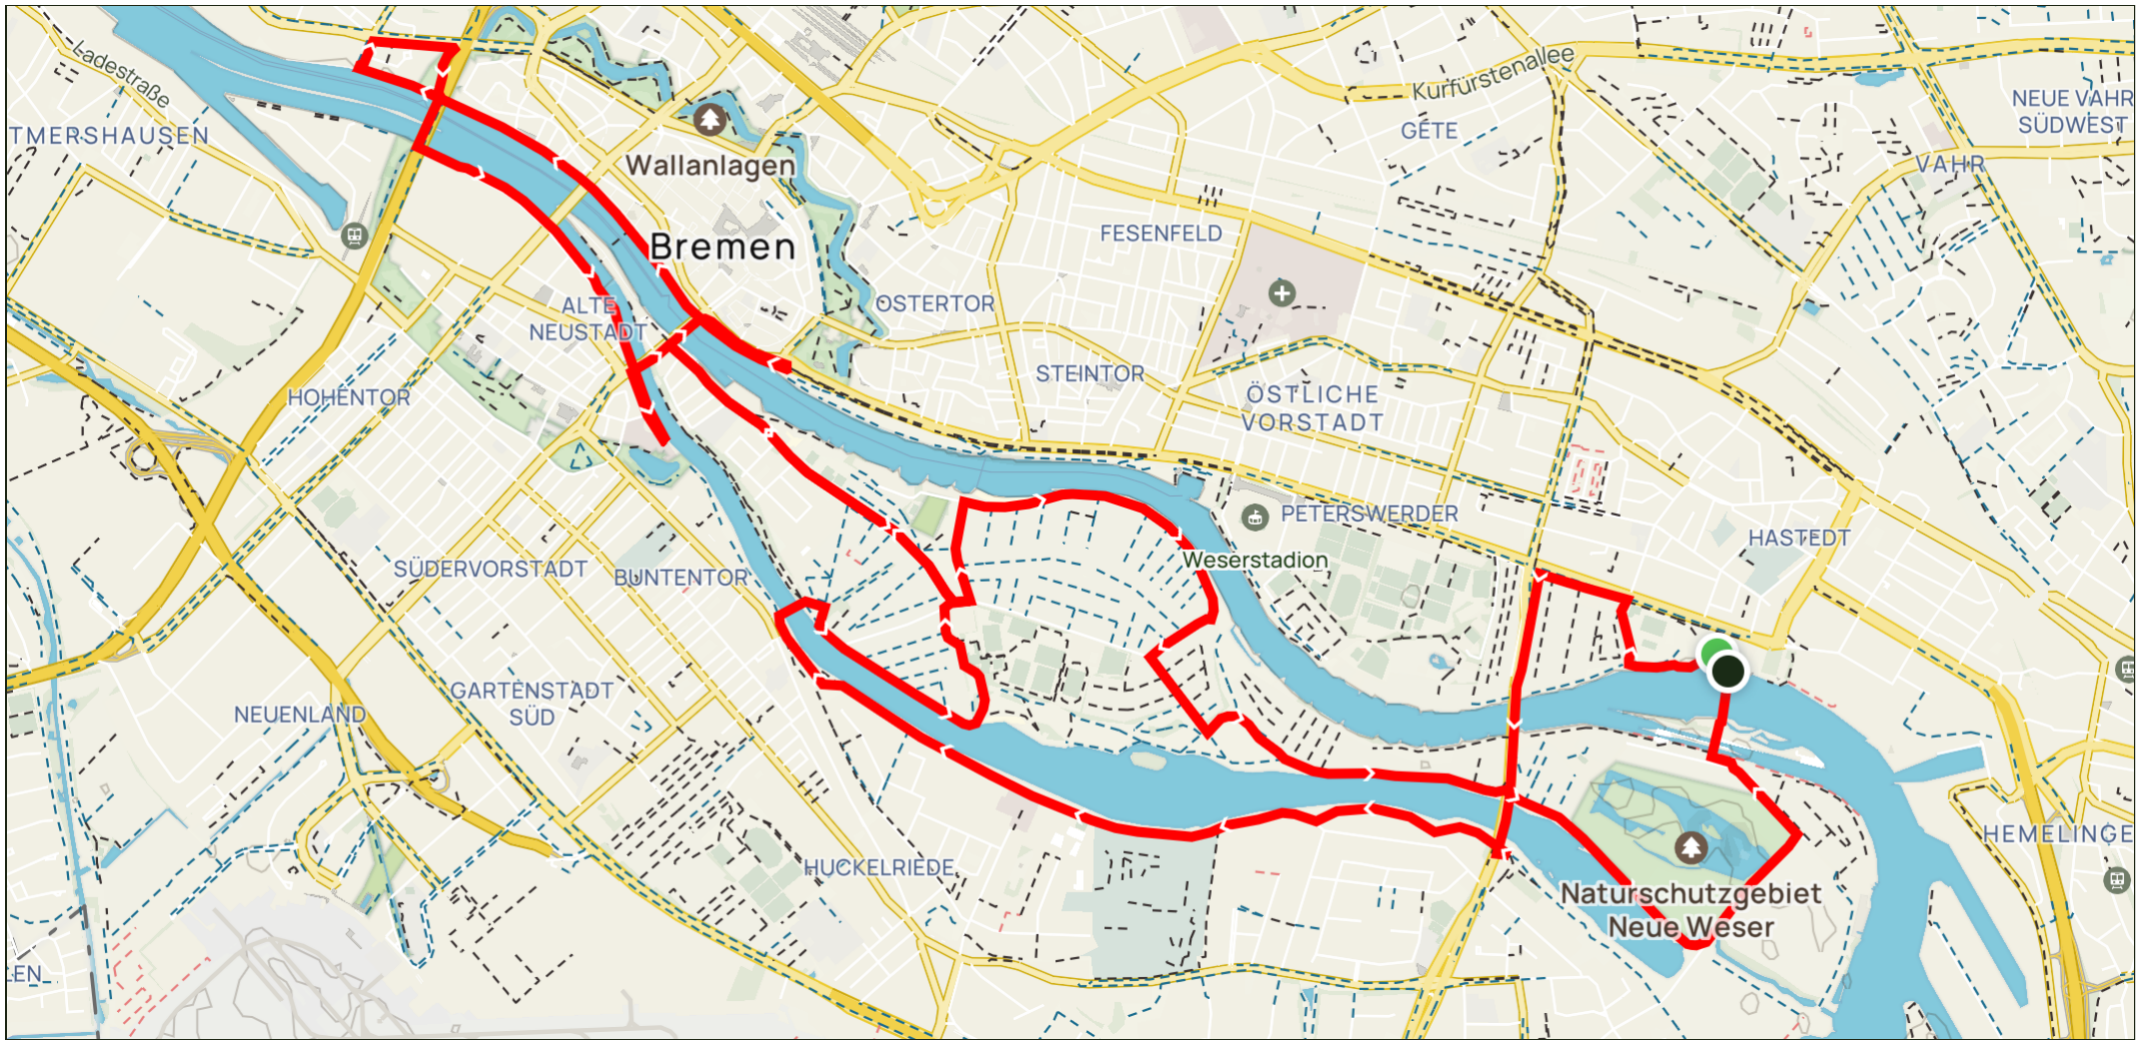 Ladestraße
TMERSHAUSEN
Wallanlagen
Bremen
ALTE
NEUSTADT
OSTERTOR
HOHENTOR
FESENFELD
STEINTOR
ÖSTLICHE
VORSTADT
Kurfürstenallee
GETE
NEUE VAHR
SÜDWEST
VAHR
PETERSWERDER
Weserstadion
HASTEDT
SÜDERVORSTADT
BUNTENTOR
GARTENSTADT
SÜD
NEUENLAND
HUCKELRIEDE
HEMELINGE
Naturschutzgebiet
Neue Weser
EN